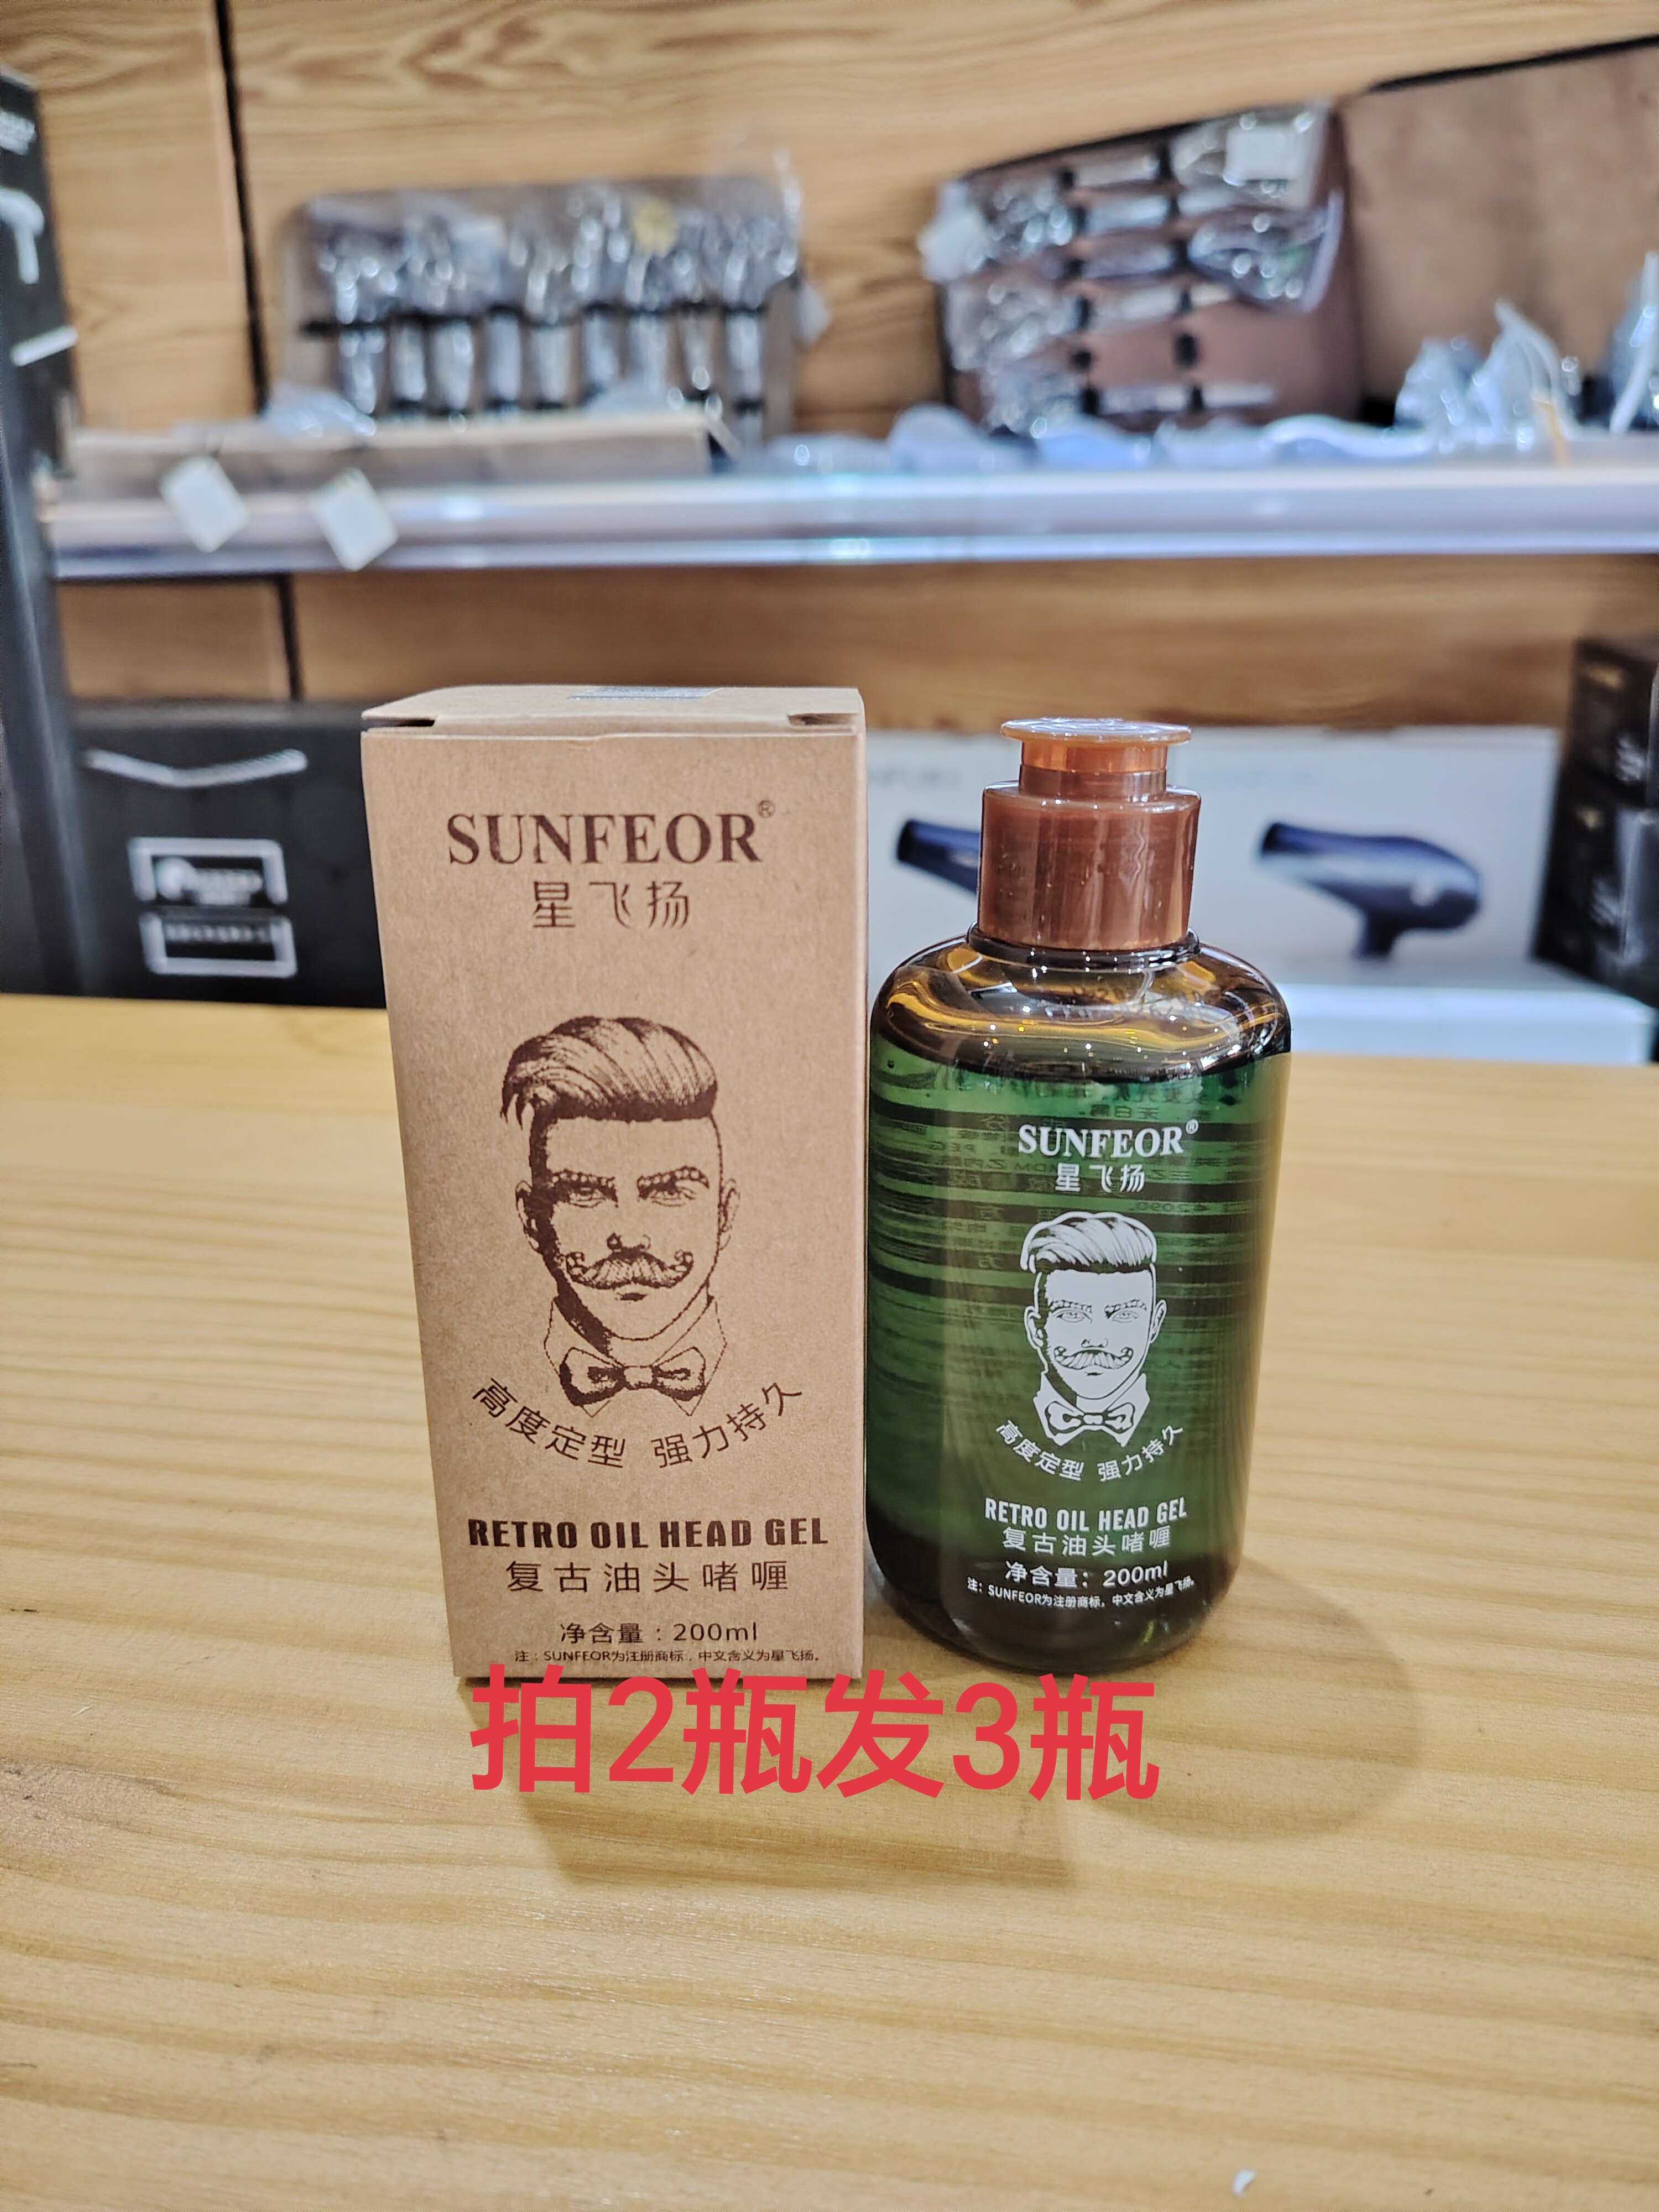 SUNFEOR®
星飞扬
高度定型 强力持久
RETRO OIL HEAD GEL
复古油头啫喱
净含量：200ml
注：SUNFEOR为注册商标，中文含义为星飞扬。
SUNFEOR®
星飞扬
高度定型 强力持久
RETRO OIL HEAD GEL
复古油头啫喱
净含量：200ml
注：SUNFEOR为注册商标，中文含义为星飞扬。
拍2瓶发3瓶